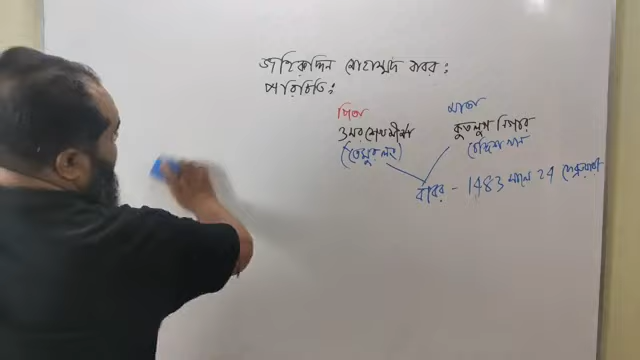 জহিরুদ্দিন মোহাম্মদ বাবর:
পরিচিতি:
পিতা মাতা
ওমর শেখ মীর্জা কুতলুঘ নিগার
(তৈমুর লং) চেঙ্গিশ খান
বাবর - 1483 সালে 24 ফেব্রুয়ারী